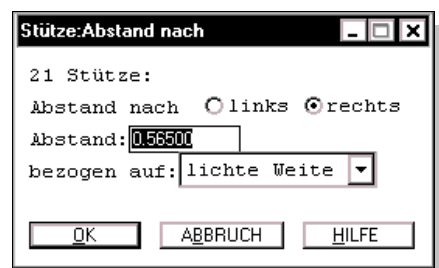 Stütze:Abstand nach
21 Stütze:
Abstand nach links rechts
Abstand: 0.56500
bezogen auf: lichte Weite
OK ABBRUCH HILFE